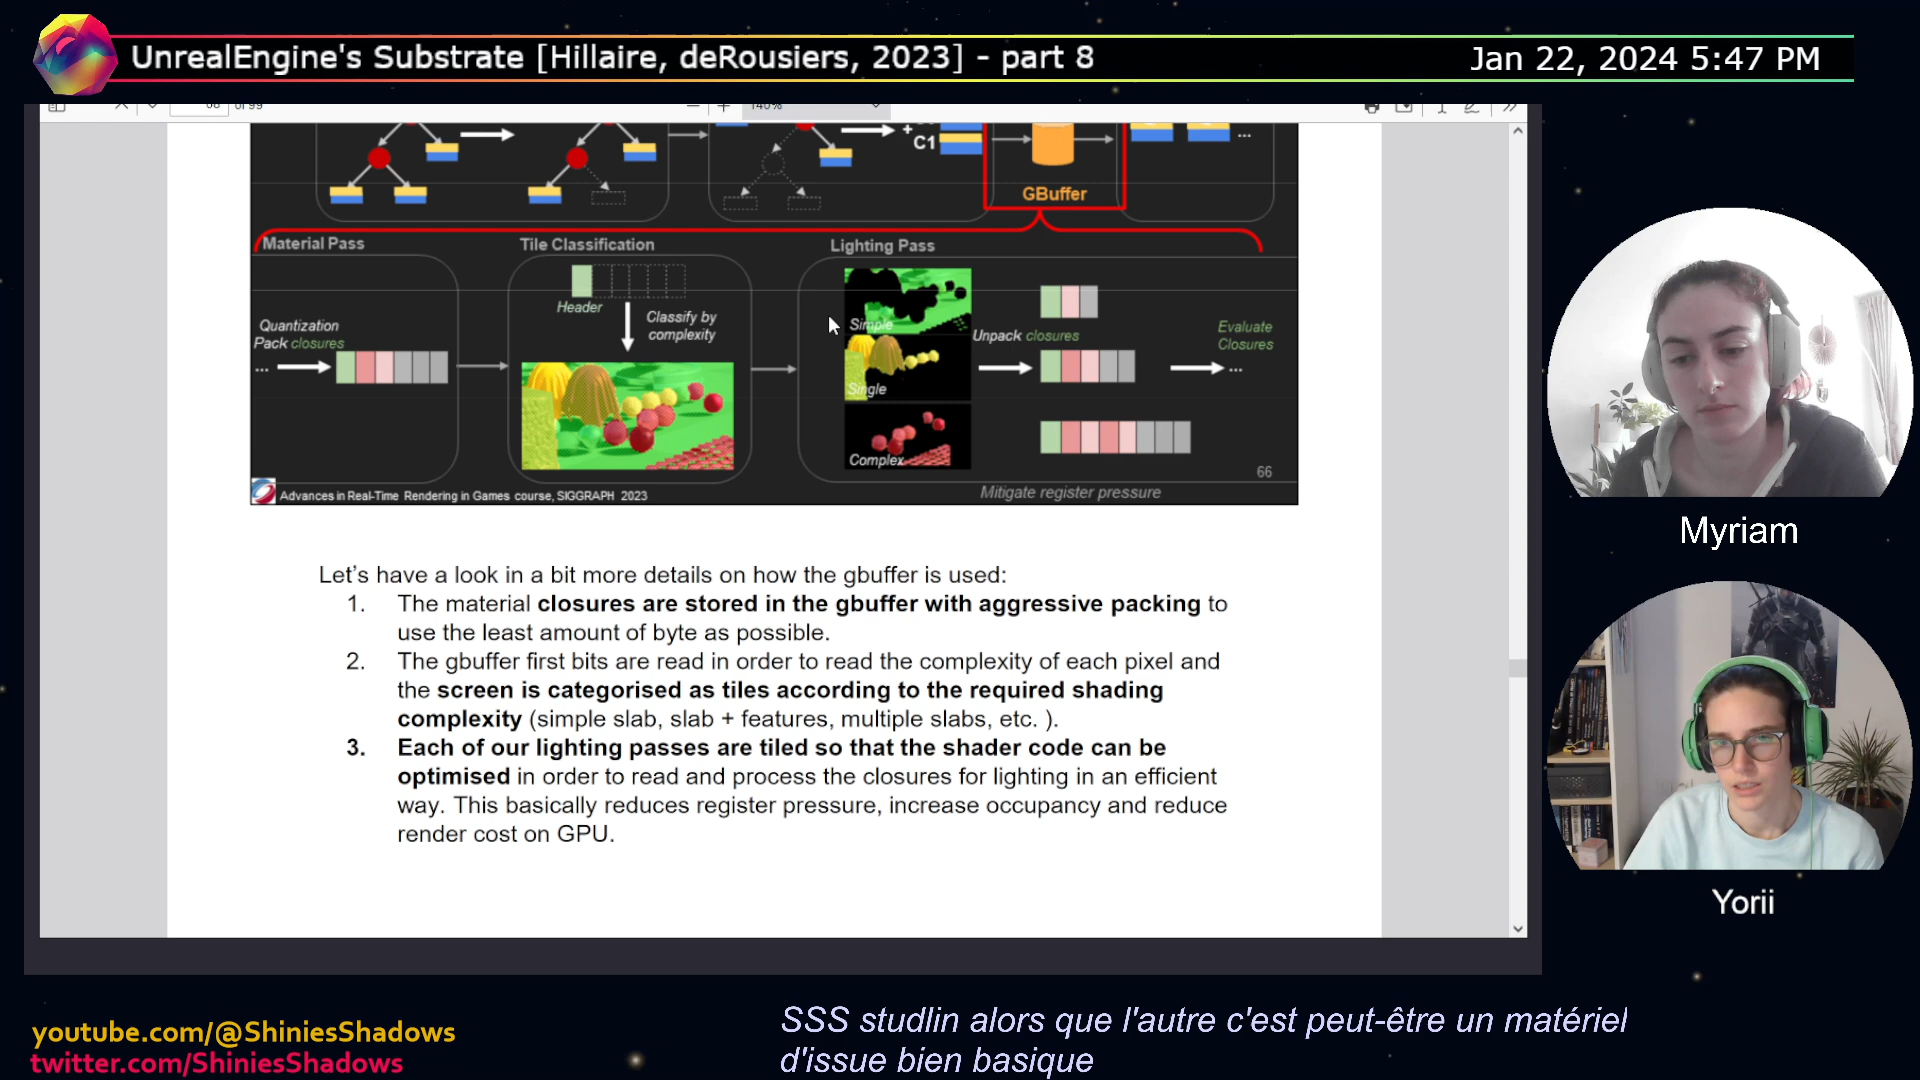 UnrealEngine's Substrate [Hillaire, deRousiers, 2023] - part 8
Jan 22, 2024 5:47 PM
of 99
140%
+
C1
...
GBuffer
Material Pass
Tile Classification
Lighting Pass
Header
Quantization
Pack closures
...
Classify by
complexity
Simple
Single
Complex
Unpack closures
Evaluate
Closures
...
66
Advances in Real-Time Rendering in Games course, SIGGRAPH 2023
Mitigate register pressure
Let's have a look in a bit more details on how the gbuffer is used:
1. The material closures are stored in the gbuffer with aggressive packing to
use the least amount of byte as possible.
2. The gbuffer first bits are read in order to read the complexity of each pixel and
the screen is categorised as tiles according to the required shading
complexity (simple slab, slab + features, multiple slabs, etc. ).
3. Each of our lighting passes are tiled so that the shader code can be
optimised in order to read and process the closures for lighting in an efficient
way. This basically reduces register pressure, increase occupancy and reduce
render cost on GPU.
Myriam
Yorii
youtube.com/@ShiniesShadows
twitter.com/ShiniesShadows
SSS studlin alors que l'autre c'est peut-être un matériel
d'issue bien basique